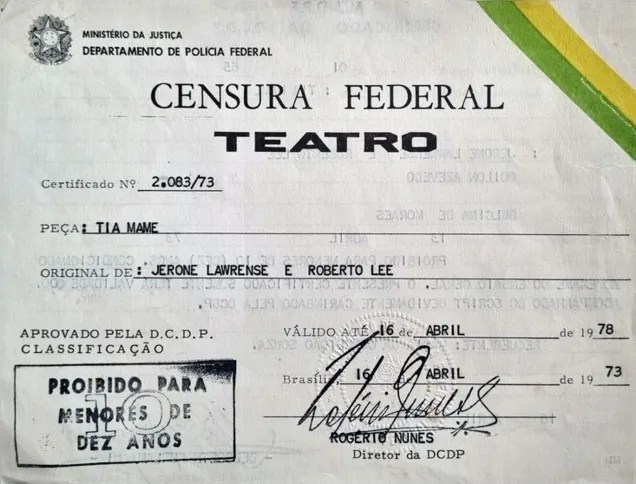 MINISTÉRIO DA JUSTIÇA
DEPARTAMENTO DE POLÍCIA FEDERAL
CENSURA FEDERAL
TEATRO
Certificado Nº 2.083/73
PEÇA: TIA MAME
ORIGINAL DE: JERONE LAWRENSE E ROBERTO LEE
APROVADO PELA D.C.D.P.
CLASSIFICAÇÃO
PROIBIDO PARA
MENORES DE
DEZ ANOS
10
VÁLIDO ATÉ 16 de ABRIL de 1978
Brasília, 16 de ABRIL de 1973
ROGÉRIO NUNES
Diretor da DCDP